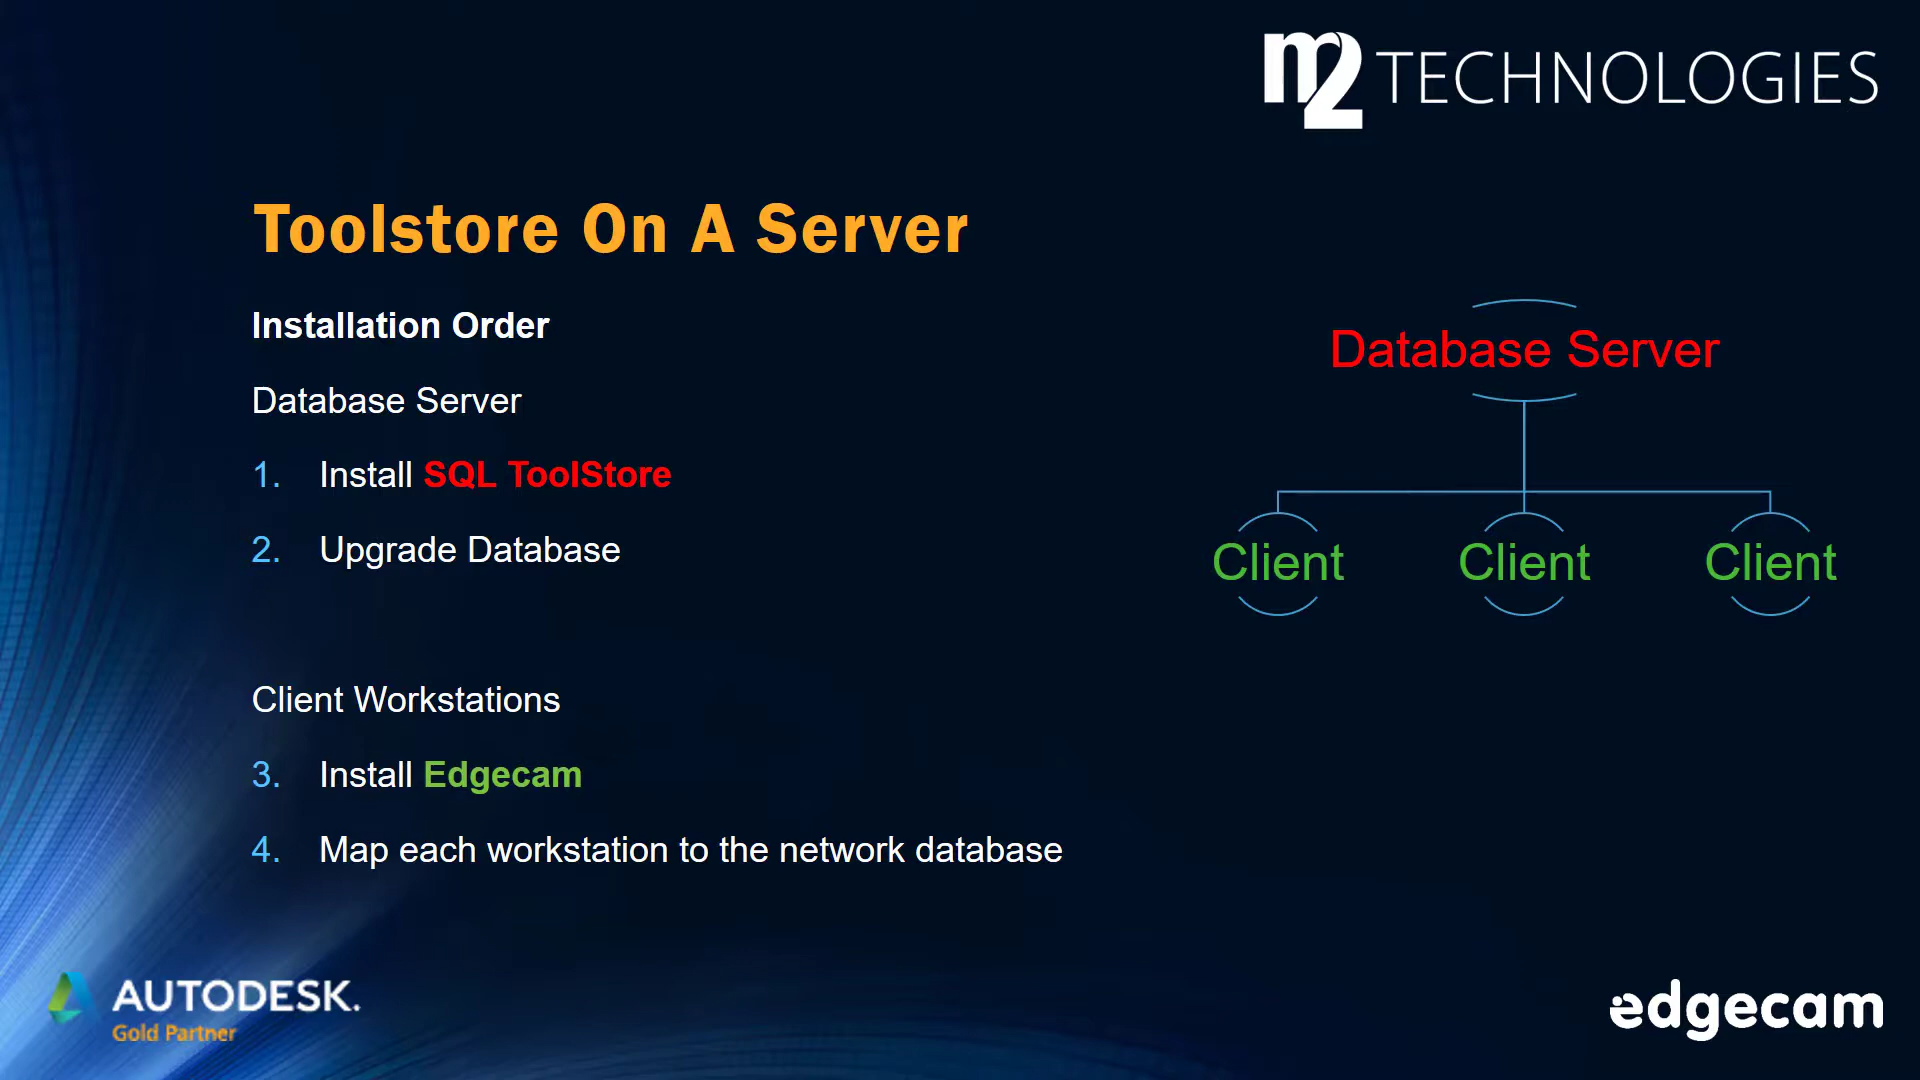 m2 TECHNOLOGIES
Toolstore On A Server
Installation Order
Database Server
1. Install SQL ToolStore
2. Upgrade Database
Client Workstations
3. Install Edgecam
4. Map each workstation to the network database
Database Server
Client Client Client
AUTODESK.
Gold Partner
edgecam